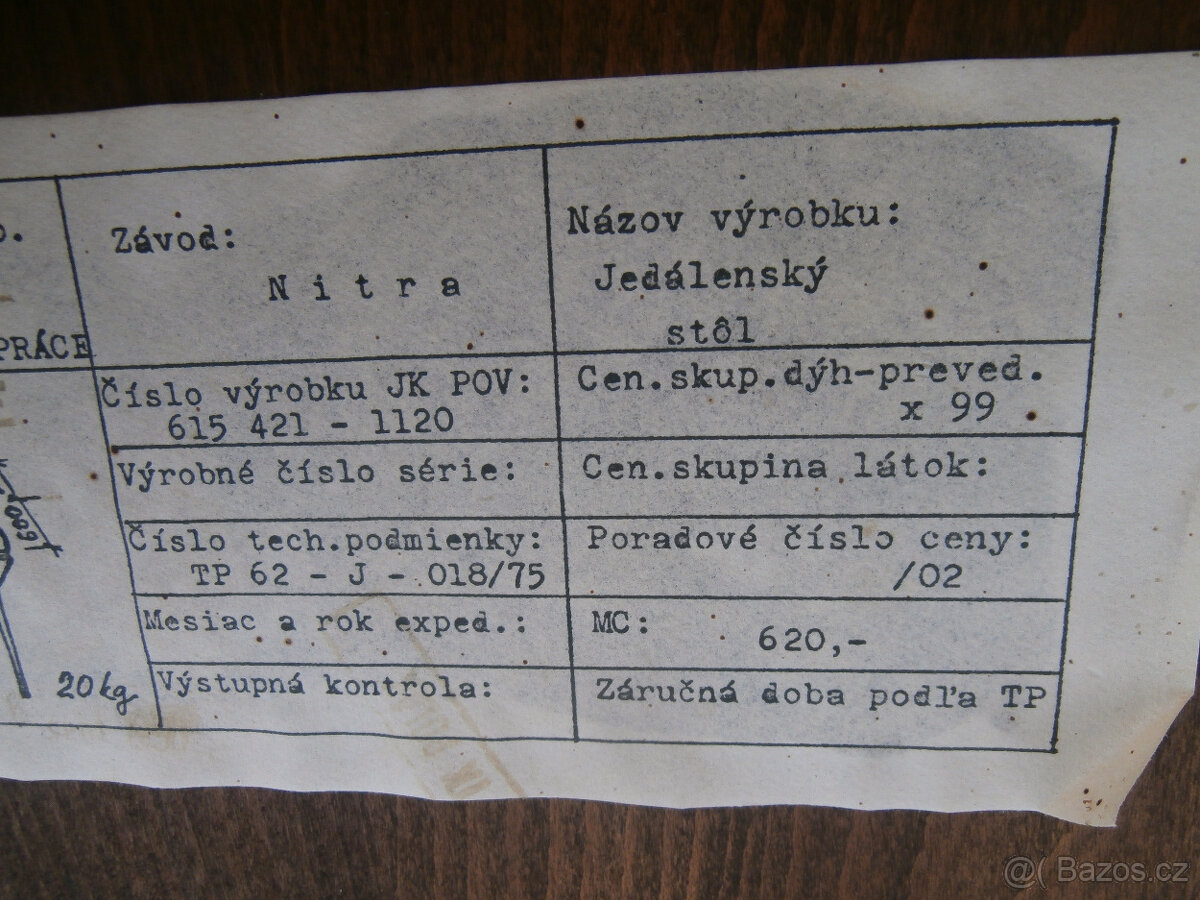 Závod:
Nitra
Názov výrobku:
Jedálenský
stôl
PRÁCE
Číslo výrobku JK POV:
615 421 - 1120
Cen.skup.dýh-preved.
x 99
Výrobné číslo série:
Cen.skupina látok:
Číslo tech.podmienky:
TP 62 - J - 018/75
Poradové číslo ceny:
/02
Mesiac a rok exped.:
MC:
620,-
20kg
Výstupná kontrola:
Záručná doba podľa TP
@( Bazos.cz